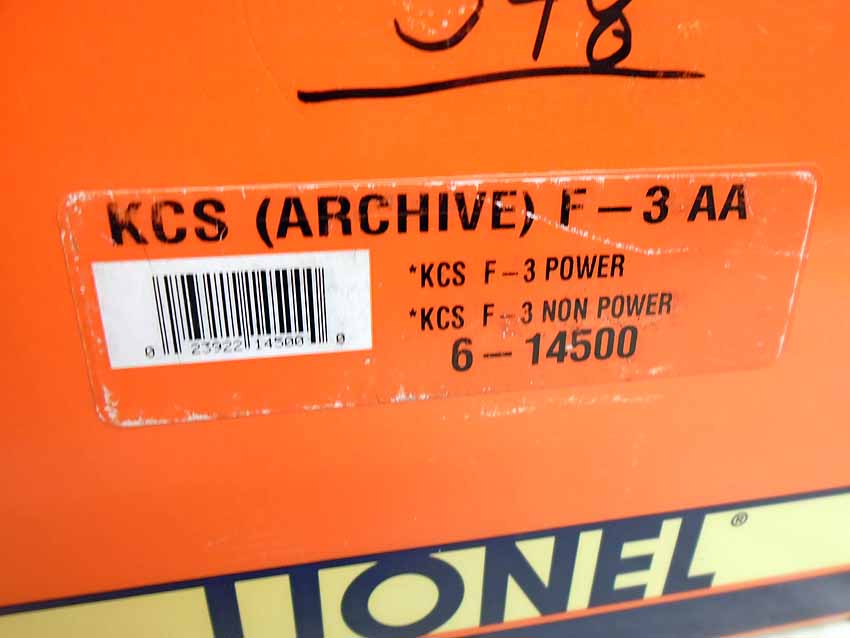 KCS (ARCHIVE) F-3 AA
*KCS F-3 POWER
*KCS F-3 NON POWER
6-14500
0 23922 14500 0
LIONEL®